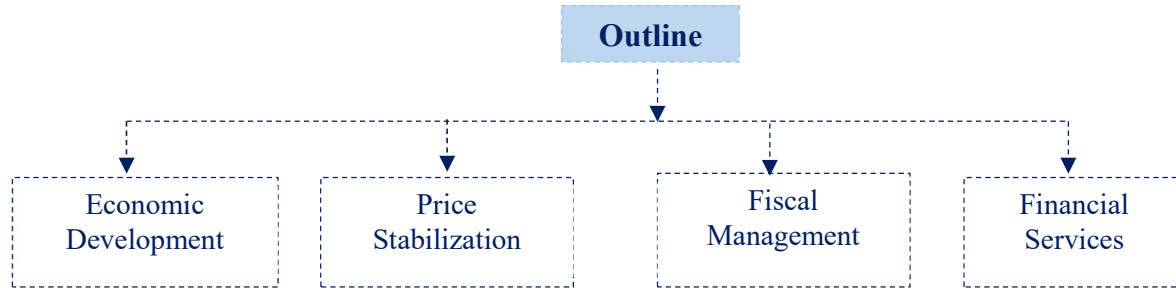 Outline
Economic
Development
Price
Stabilization
Fiscal
Management
Financial
Services